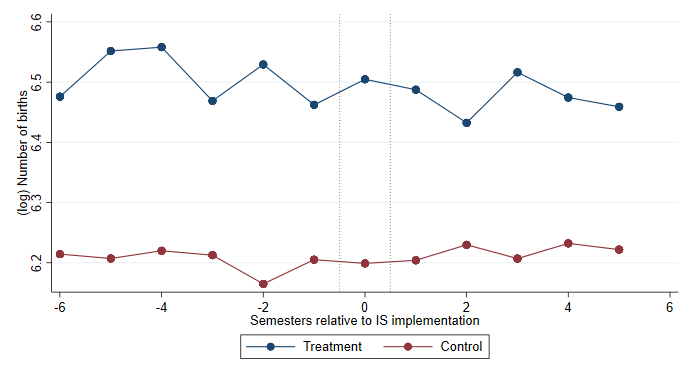 (log) Number of births
6.6
6.5
6.4
6.3
6.2
-6 -4 -2 0 2 4 6
Semesters relative to IS implementation
Treatment Control